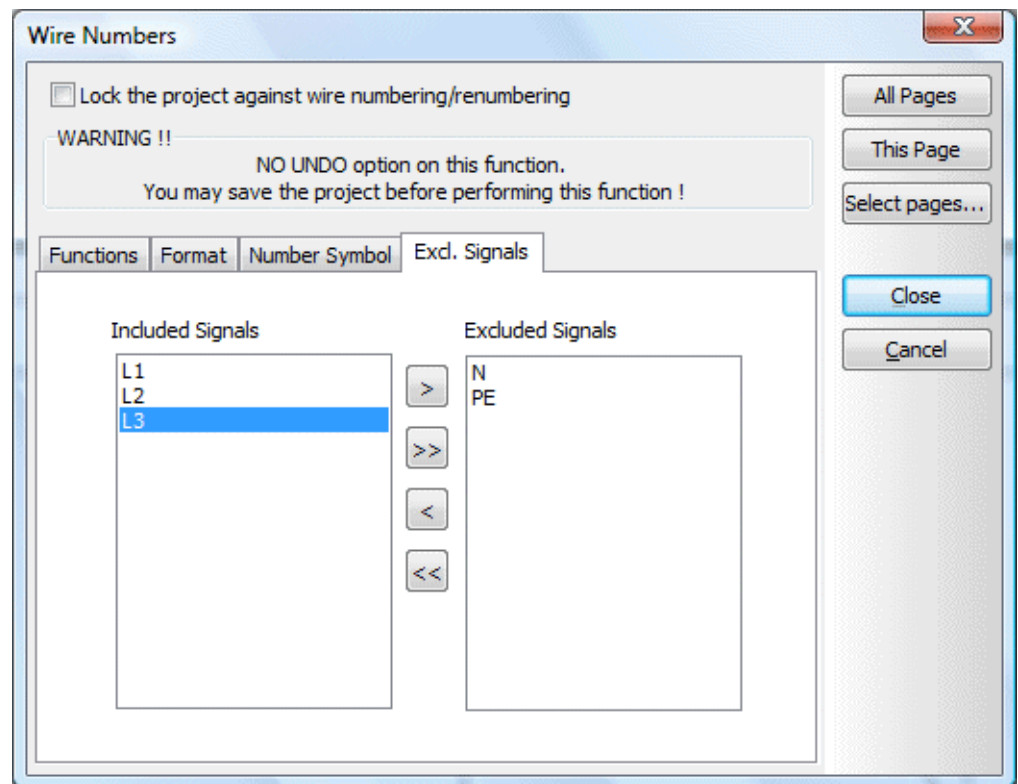 Wire Numbers
X
Lock the project against wire numbering/renumbering
WARNING !!
NO UNDO option on this function.
You may save the project before performing this function !
All Pages
This Page
Select pages...
Close
Cancel
Functions
Format
Number Symbol
Excl. Signals
Included Signals
L1
L2
L3
>
>>
<
<<
Excluded Signals
N
PE